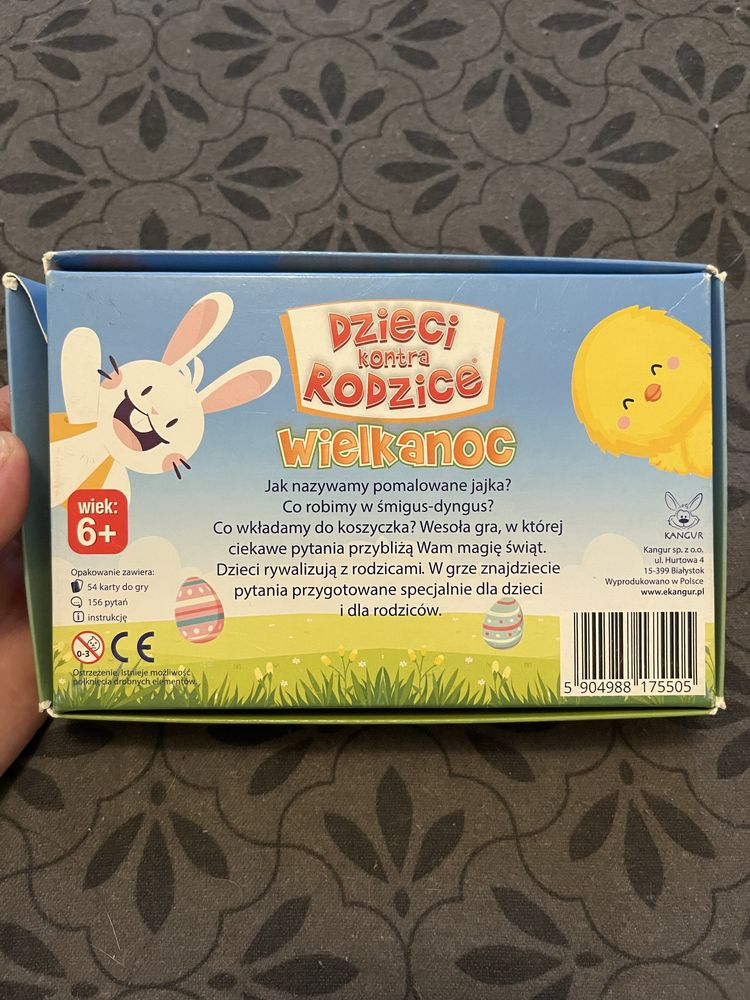 Dzieci
kontra
Rodzice®
Wielkanoc
Jak nazywamy pomalowane jajka?
Co robimy w śmigus-dyngus?
Co wkładamy do koszyczka? Wesoła gra, w której
ciekawe pytania przybliżą Wam magię świąt.
Dzieci rywalizują z rodzicami. W grze znajdziecie
pytania przygotowane specjalnie dla dzieci
i dla rodziców.
wiek:
6+
Opakowanie zawiera:
54 karty do gry
156 pytań
instrukcję
0-3
CE
Ostrzeżenie. Istnieje możliwość
połknięcia drobnych elementów.
KANGUR
Kangur sp. z o.o.
ul. Hurtowa 4
15-399 Białystok
Wyprodukowano w Polsce
www.ekangur.pl
5 904988 175505